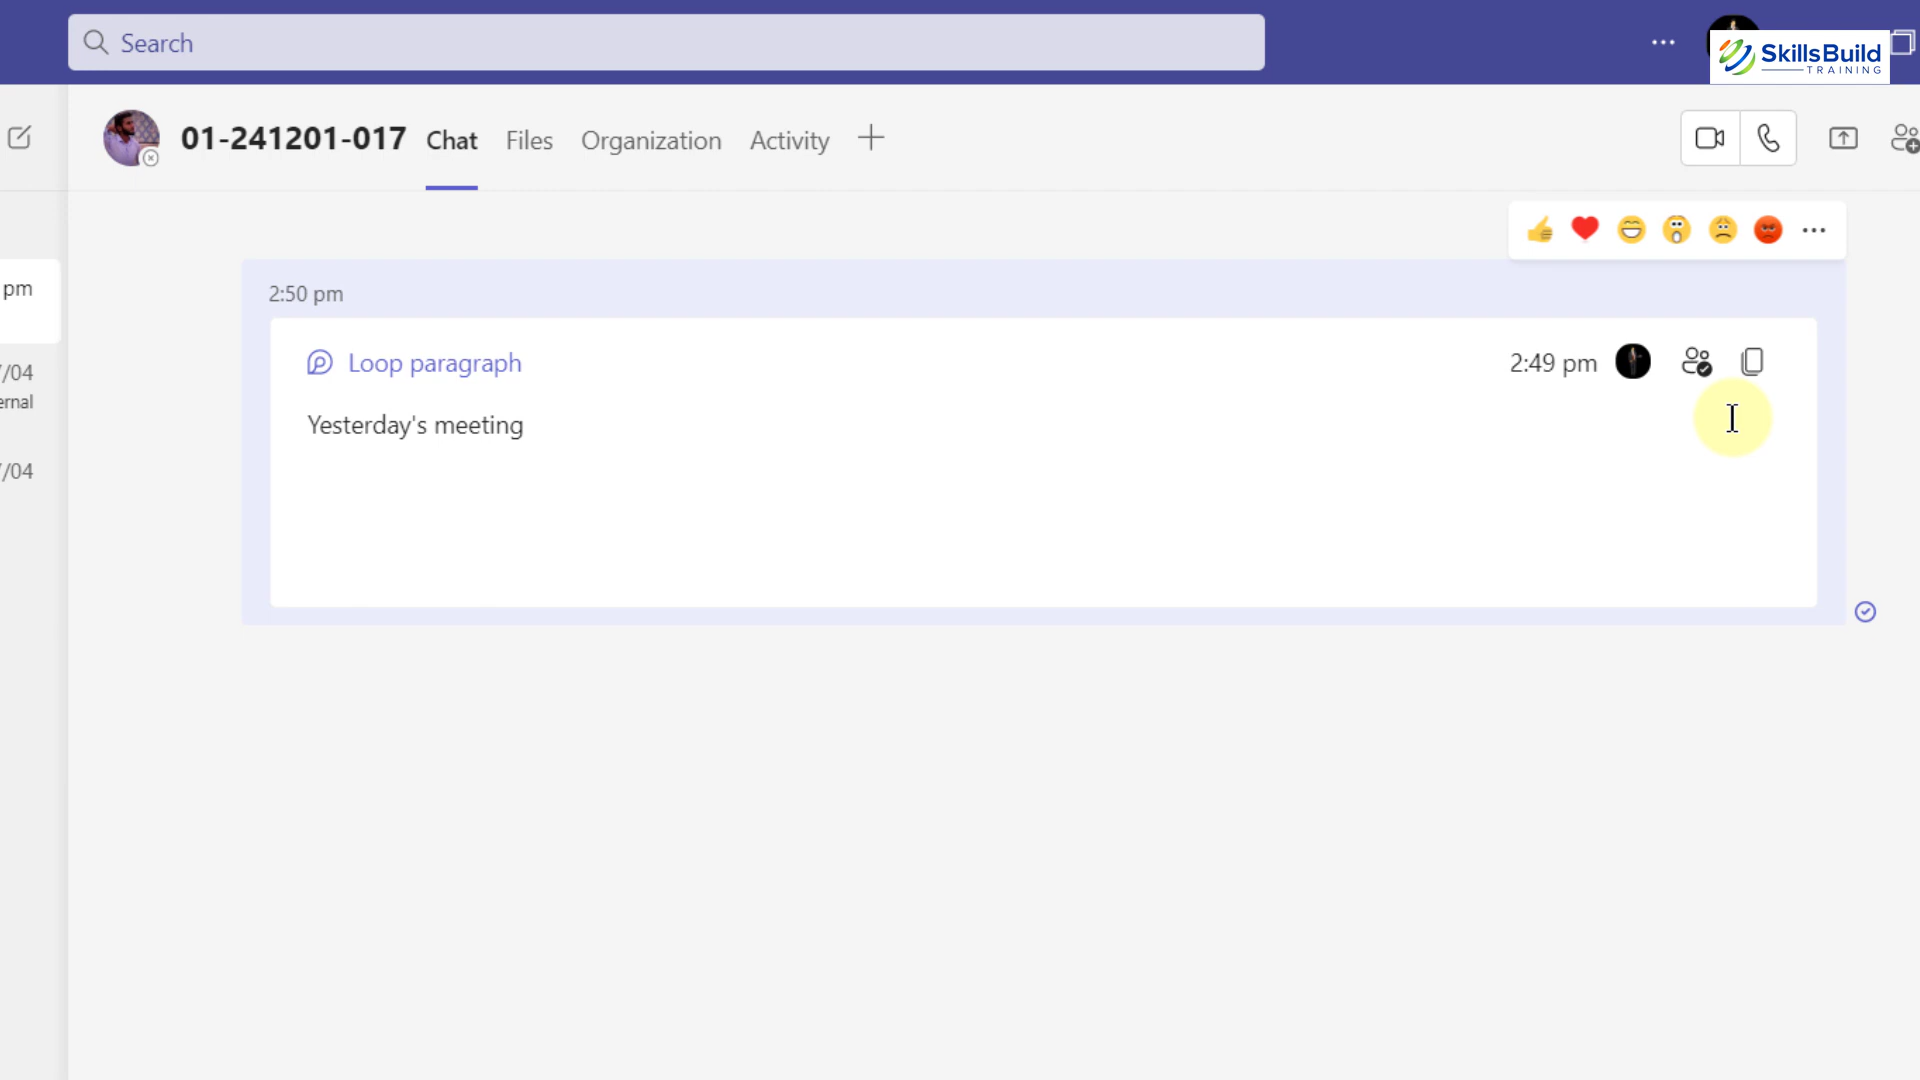 Search
SkillsBuild
TRAINING
01-241201-017
Chat
Files
Organization
Activity
pm
/04
ernal
/04
2:50 pm
Loop paragraph
2:49 pm
Yesterday's meeting